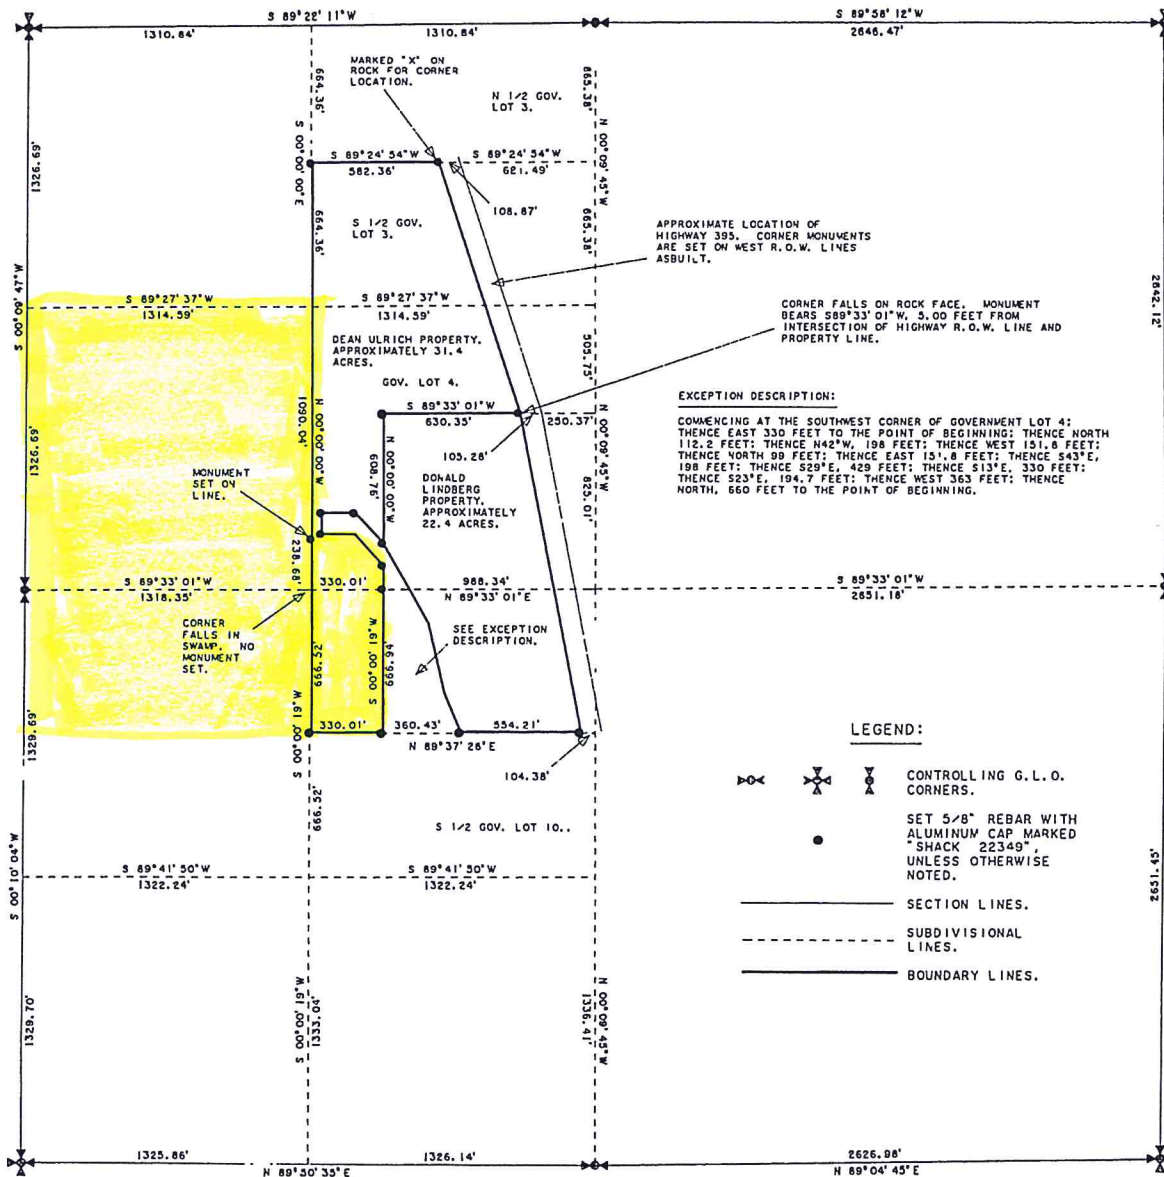 S 89°22'11"W
1310.84'
1310.84'
S 89°58'12"W
2646.47'
MARKED "X" ON
ROCK FOR CORNER
LOCATION.
664.36'
N 1/2 GOV.
LOT 3.
665.38'
S 00°00'00"E
N 00°09'45"W
1326.69'
S 89°24'54"W
582.36'
S 89°24'54"W
621.49'
108.87'
664.36'
S 1/2 GOV.
LOT 3.
665.38'
APPROXIMATE LOCATION OF
HIGHWAY 395. CORNER MONUMENTS
ARE SET ON WEST R.O.W. LINES
ASBUILT.
S 00°09'47"W
2642.12'
S 89°27'37"W
1314.59'
S 89°27'37"W
1314.59'
CORNER FALLS ON ROCK FACE. MONUMENT
BEARS S89°33'01"W, 5.00 FEET FROM
INTERSECTION OF HIGHWAY R.O.W. LINE AND
PROPERTY LINE.
DEAN ULRICH PROPERTY.
APPROXIMATELY 31.4
ACRES.
505.75'
GOV. LOT 4.
1090.04'
N 00°00'00"W
S 89°33'01"W
630.35'
250.37'
105.28'
N 00°09'45"W
825.01'
EXCEPTION DESCRIPTION:
COMMENCING AT THE SOUTHWEST CORNER OF GOVERNMENT LOT 4;
THENCE EAST 330 FEET TO THE POINT OF BEGINNING; THENCE NORTH
112.2 FEET; THENCE N42°W, 198 FEET; THENCE WEST 151.8 FEET;
THENCE NORTH 99 FEET; THENCE EAST 151.8 FEET; THENCE S43°E,
198 FEET; THENCE S29°E, 429 FEET; THENCE S13°E, 330 FEET;
THENCE S23°E, 194.7 FEET; THENCE WEST 363 FEET; THENCE
NORTH, 660 FEET TO THE POINT OF BEGINNING.
1326.69'
N 00°00'00"W
608.76'
MONUMENT
SET ON
LINE.
DONALD
LINDBERG
PROPERTY.
APPROXIMATELY
22.4 ACRES.
238.68'
S 89°33'01"W
1318.35'
330.01'
988.34'
N 89°33'01"E
S 89°33'01"W
2651.18'
CORNER
FALLS IN
SWAMP. NO
MONUMENT
SET.
SEE EXCEPTION
DESCRIPTION.
666.52'
S 00°00'19"W
666.94'
S 00°00'19"W
1329.69'
330.01'
360.43'
554.21'
N 89°37'26"E
104.38'
666.52'
S 1/2 GOV. LOT 10..
LEGEND:
CONTROLLING G.L.O.
CORNERS.
SET 5/8" REBAR WITH
ALUMINUM CAP MARKED
"SHACK 22349",
UNLESS OTHERWISE
NOTED.
SECTION LINES.
SUBDIVISIONAL
LINES.
BOUNDARY LINES.
S 00°10'04"W
S 89°41'50"W
1322.24'
S 89°41'50"W
1322.24'
2651.45'
1329.70'
S 00°00'19"W
1333.04'
N 00°09'45"W
1336.41'
1325.86'
N 89°50'35"E
1326.14'
2626.98'
N 89°04'45"E